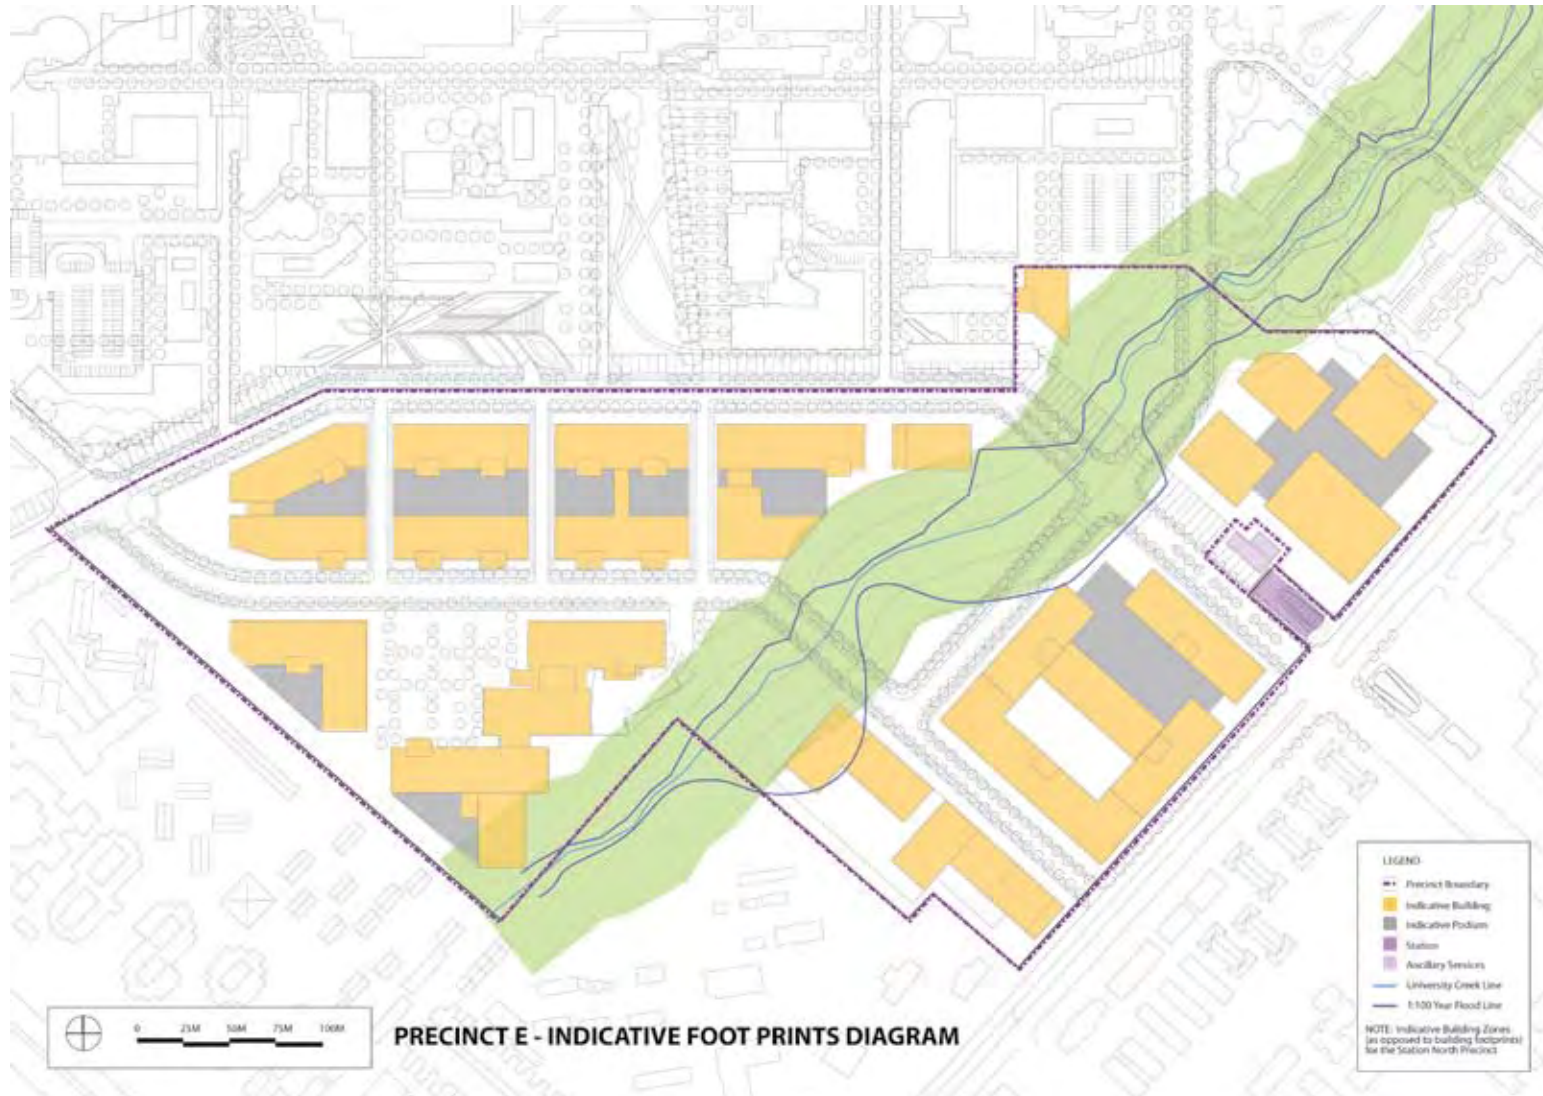 LEGEND
Precinct Boundary
Indicative Building
Indicative Podium
Station
Ancillary Services
University Creek Line
1:100 Year Flood Line
NOTE: Indicative Building Zones
(as opposed to building footprints)
for the Station North Precinct
0 25M 50M 75M 100M
PRECINCT E - INDICATIVE FOOT PRINTS DIAGRAM